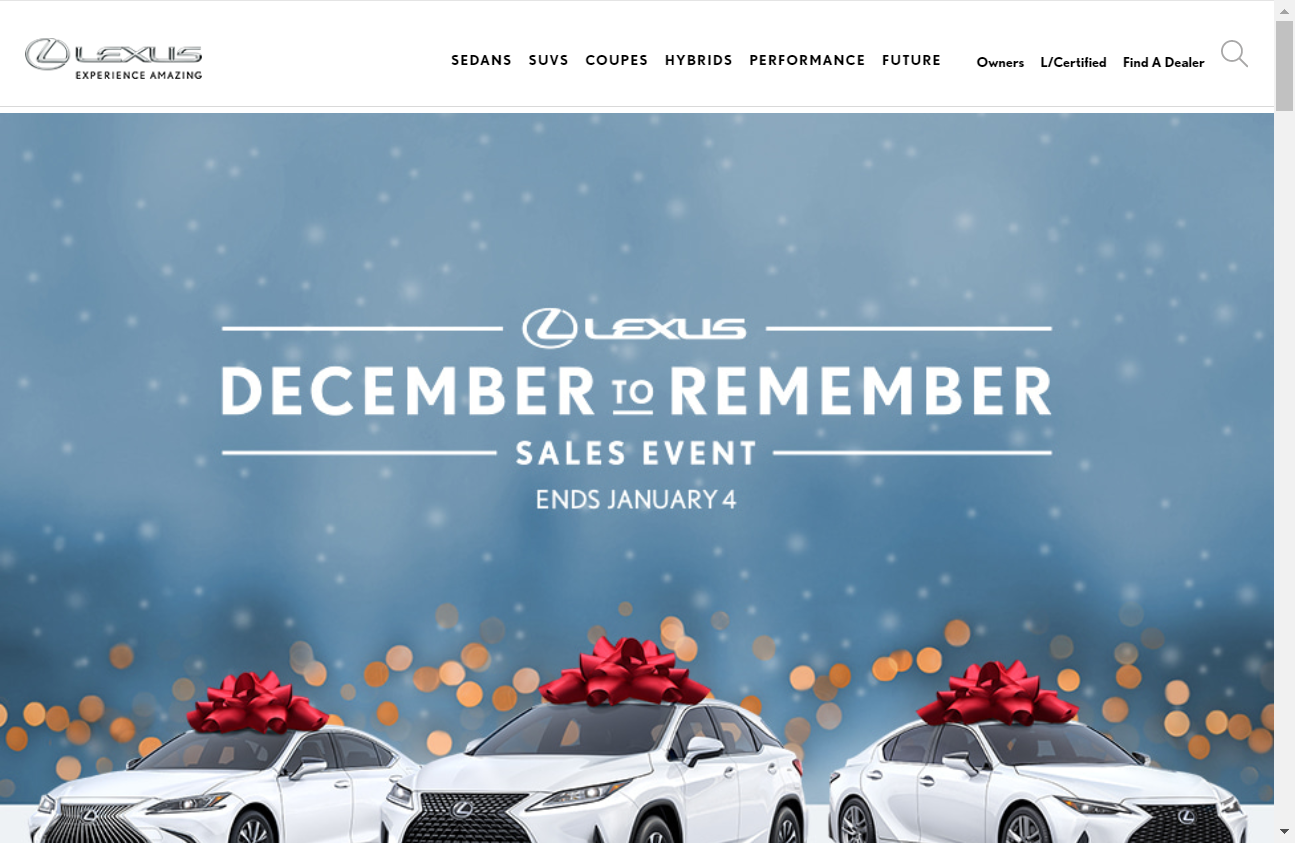 LEXUS
EXPERIENCE AMAZING
SEDANS SUVS COUPES HYBRIDS PERFORMANCE FUTURE Owners L/Certified Find A Dealer
LEXUS
DECEMBER TO REMEMBER
SALES EVENT
ENDS JANUARY 4